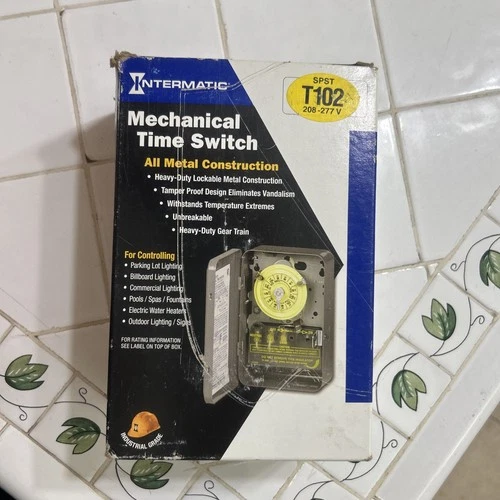 INTERMATIC
SPST
T102
208-277 V
Mechanical
Time Switch
All Metal Construction
• Heavy-Duty Lockable Metal Construction
• Tamper Proof Design Eliminates Vandalism
• Withstands Temperature Extremes
• Unbreakable
• Heavy-Duty Gear Train
For Controlling
• Parking Lot Lighting
• Billboard Lighting
• Commercial Lighting
• Pools / Spas / Fountains
• Electric Water Heaters
• Outdoor Lighting / Signs
FOR RATING INFORMATION
SEE LABEL ON TOP OF BOX.
INDUSTRIAL GRADE